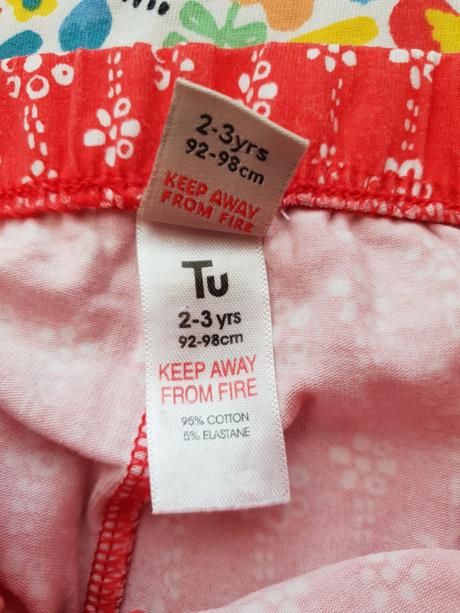 2-3yrs
92-98cm
KEEP AWAY
FROM FIRE
Tu
2-3 yrs
92-98cm
KEEP AWAY
FROM FIRE
95% COTTON
5% ELASTANE